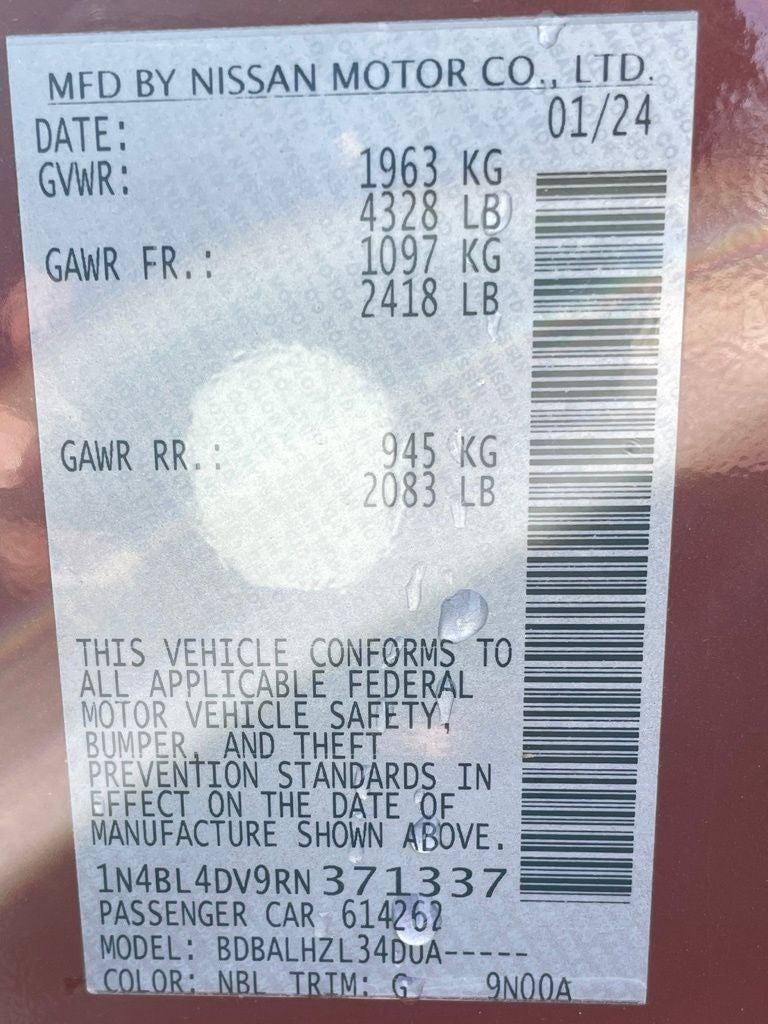 MFD BY NISSAN MOTOR CO., LTD.
DATE: 01/24
GVWR: 1963 KG
4328 LB
GAWR FR.: 1097 KG
2418 LB
GAWR RR.: 945 KG
2083 LB
THIS VEHICLE CONFORMS TO
ALL APPLICABLE FEDERAL
MOTOR VEHICLE SAFETY,
BUMPER, AND THEFT
PREVENTION STANDARDS IN
EFFECT ON THE DATE OF
MANUFACTURE SHOWN ABOVE.
1N4BL4DV9RN371337
PASSENGER CAR 614262
MODEL: BDBALHZL34DUA-----
COLOR: NBL TRIM: G 9N00A